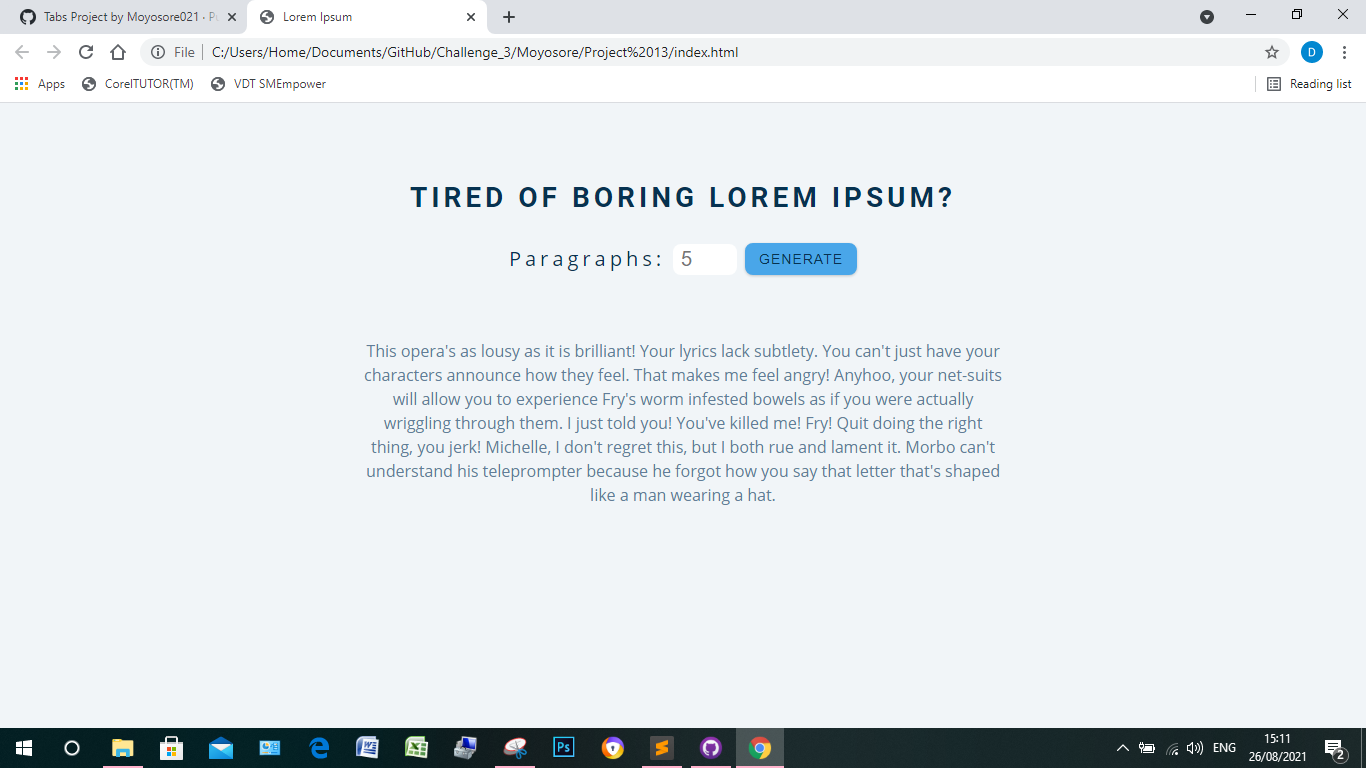 Tabs Project by Moyosore021 · P
Lorem Ipsum
File
C:/Users/Home/Documents/GitHub/Challenge_3/Moyosore/Project%2013/index.html
D
Apps
CorelTUTOR(TM)
VDT SMEmpower
Reading list
TIRED OF BORING LOREM IPSUM?
Paragraphs: 5 GENERATE
This opera's as lousy as it is brilliant! Your lyrics lack subtlety. You can't just have your
characters announce how they feel. That makes me feel angry! Anyhoo, your net-suits
will allow you to experience Fry's worm infested bowels as if you were actually
wriggling through them. I just told you! You've killed me! Fry! Quit doing the right
thing, you jerk! Michelle, I don't regret this, but I both rue and lament it. Morbo can't
understand his teleprompter because he forgot how you say that letter that's shaped
like a man wearing a hat.
Ps
ENG
15:11
26/08/2021
2